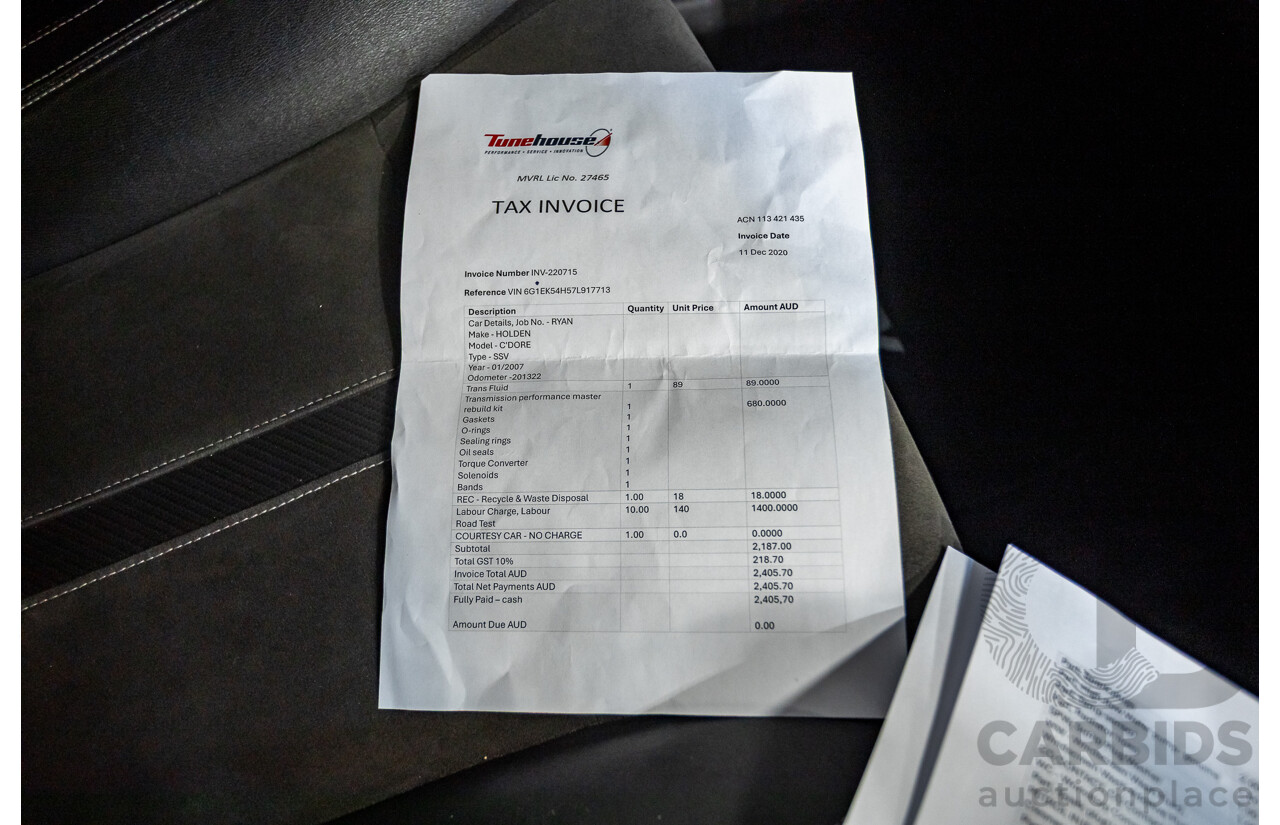 Tunehouse
PERFORMANCE • SERVICE • INNOVATION
MVRL Lic No. 27465
TAX INVOICE
ACN 113 421 435
Invoice Date
11 Dec 2020
Invoice Number INV-220715
Reference VIN 6G1EK54H57L917713
Description Quantity Unit Price Amount AUD
Car Details, Job No. - RYAN
Make - HOLDEN
Model - C'DORE
Type - SSV
Year - 01/2007
Odometer -201322
Trans Fluid 1 89 89.0000
Transmission performance master
rebuild kit 1 680.0000
Gaskets 1
O-rings 1
Sealing rings 1
Oil seals 1
Torque Converter 1
Solenoids 1
Bands 1
REC - Recycle & Waste Disposal 1.00 18 18.0000
Labour Charge, Labour 10.00 140 1400.0000
Road Test
COURTESY CAR - NO CHARGE 1.00 0.0 0.0000
Subtotal 2,187.00
Total GST 10% 218.70
Invoice Total AUD 2,405.70
Total Net Payments AUD 2,405.70
Fully Paid – cash 2,405,70
Amount Due AUD 0.00
CARBIDS
auctionplace